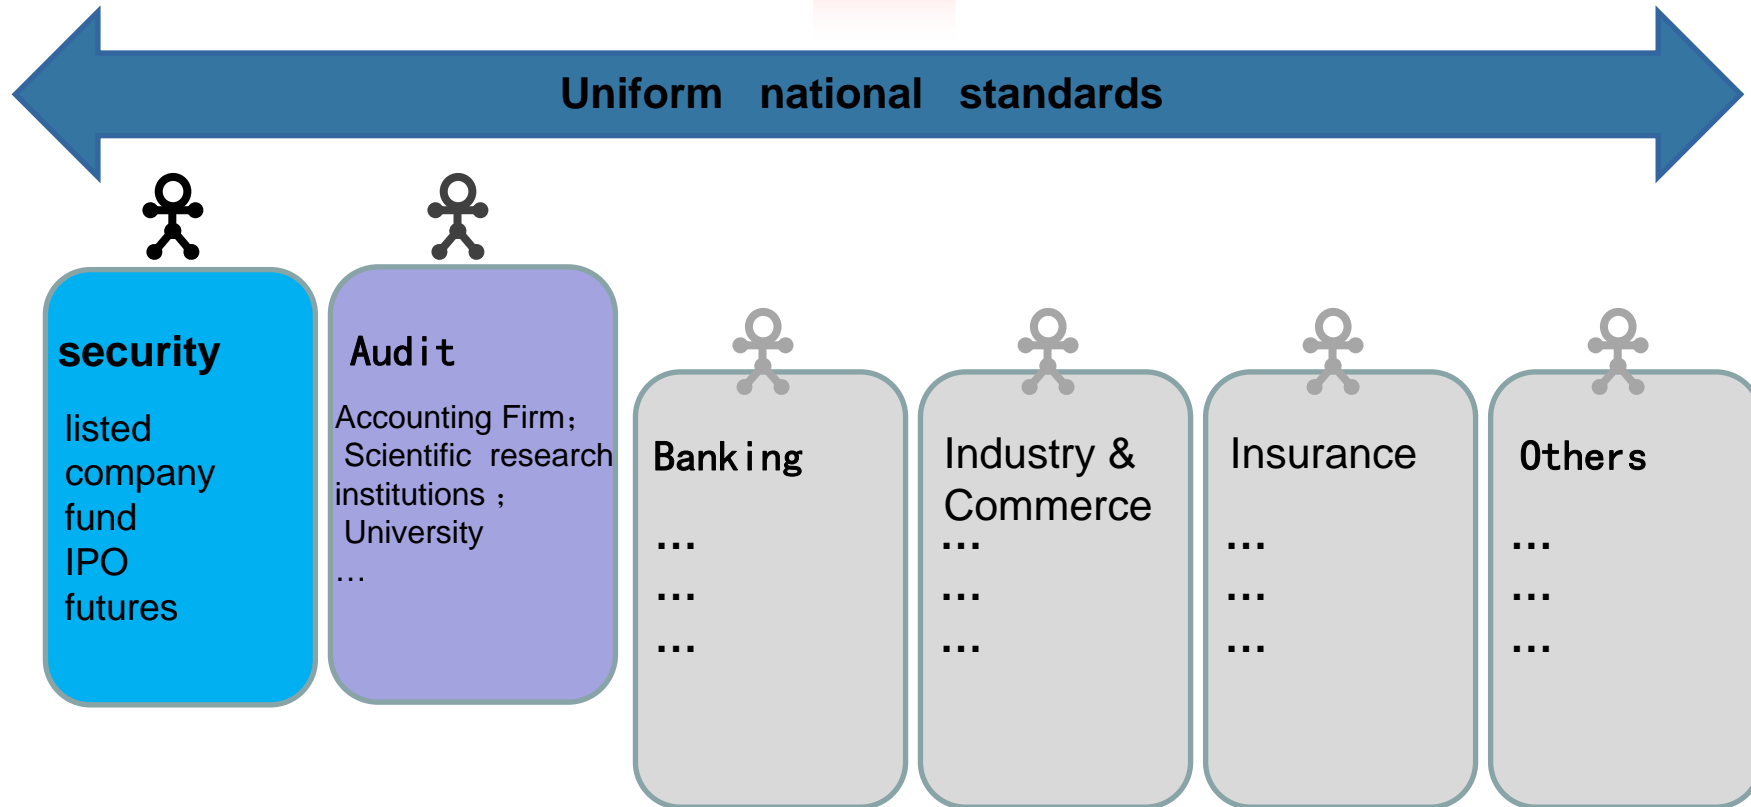 Uniform national standards
security
listed
company
fund
IPO
futures
Audit
Accounting Firm；
Scientific research
institutions ；
University
…
Banking
…
…
…
Industry &
Commerce
…
…
…
Insurance
…
…
…
Others
…
…
…